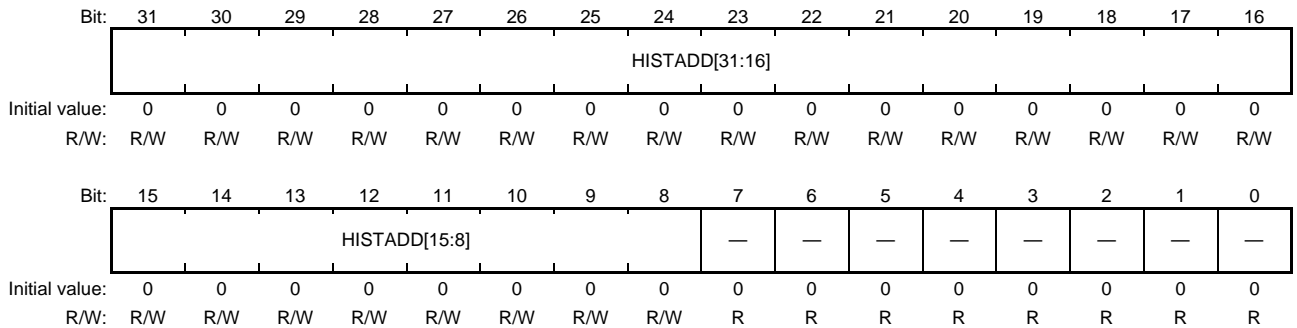 Bit: 31 30 29 28 27 26 25 24 23 22 21 20 19 18 17 16
HISTADD[31:16]
Initial value: 0 0 0 0 0 0 0 0 0 0 0 0 0 0 0 0
R/W: R/W R/W R/W R/W R/W R/W R/W R/W R/W R/W R/W R/W R/W R/W R/W R/W
Bit: 15 14 13 12 11 10 9 8 7 6 5 4 3 2 1 0
HISTADD[15:8] — — — — — — — —
Initial value: 0 0 0 0 0 0 0 0 0 0 0 0 0 0 0 0
R/W: R/W R/W R/W R/W R/W R/W R/W R/W R R R R R R R R